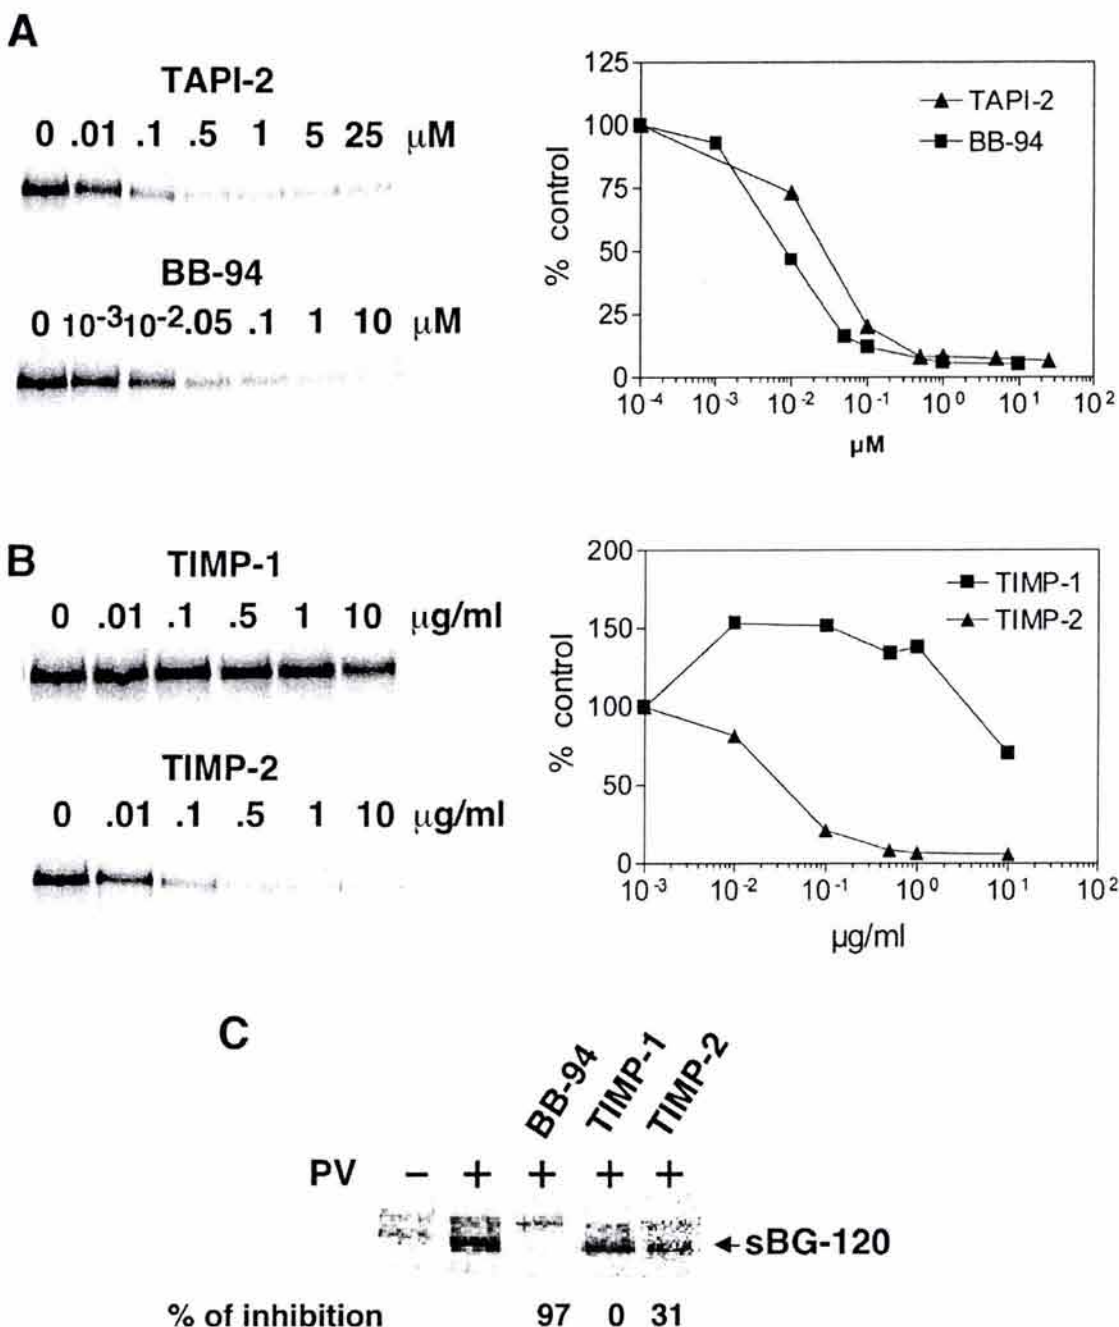 A
TAPI-2
0 .01 .1 .5 1 5 25 µM
BB-94
0 10-3 10-2 .05 .1 1 10 µM
125
100
75
50
25
0
% control
TAPI-2
BB-94
10-4 10-3 10-2 10-1 100 101 102
µM
B
TIMP-1
0 .01 .1 .5 1 10 µg/ml
TIMP-2
0 .01 .1 .5 1 10 µg/ml
200
150
100
50
0
% control
TIMP-1
TIMP-2
10-3 10-2 10-1 100 101 102
µg/ml
C
BB-94 TIMP-1 TIMP-2
PV - + + + +
sBG-120
% of inhibition 97 0 31